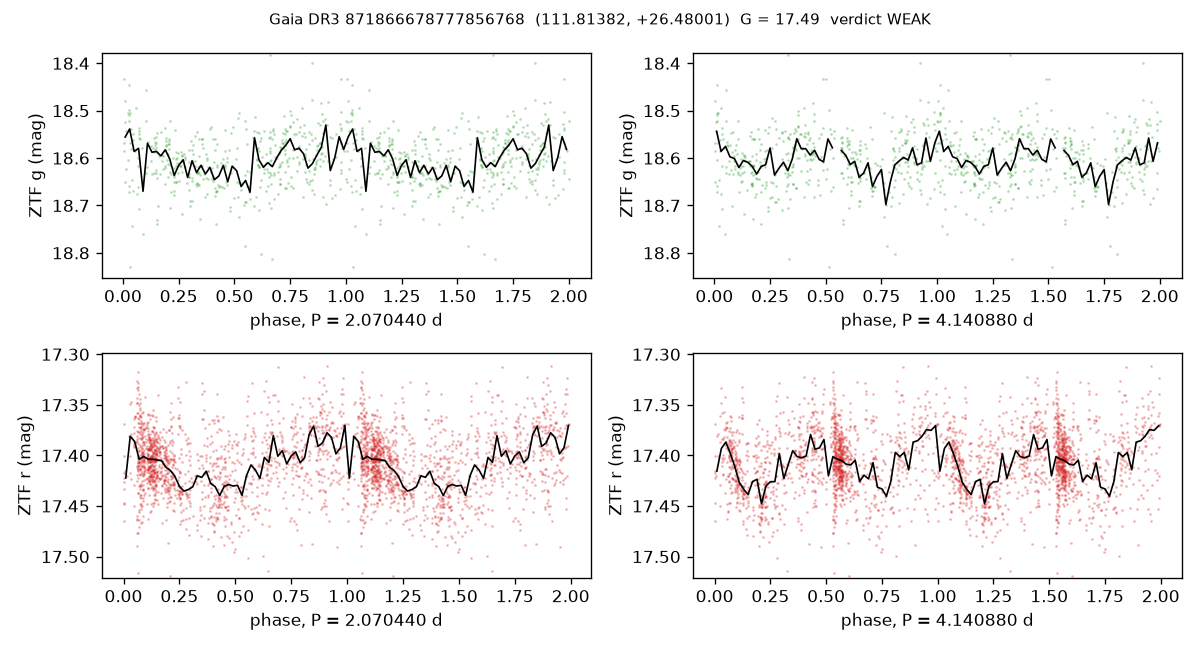 Gaia DR3 871866678777856768  (111.81382, +26.48001)  G = 17.49  verdict WEAK
ZTF g (mag)
18.4
18.5
18.6
18.7
18.8
0.00 0.25 0.50 0.75 1.00 1.25 1.50 1.75 2.00
phase, P = 2.070440 d
ZTF g (mag)
18.4
18.5
18.6
18.7
18.8
0.00 0.25 0.50 0.75 1.00 1.25 1.50 1.75 2.00
phase, P = 4.140880 d
ZTF r (mag)
17.30
17.35
17.40
17.45
17.50
0.00 0.25 0.50 0.75 1.00 1.25 1.50 1.75 2.00
phase, P = 2.070440 d
ZTF r (mag)
17.30
17.35
17.40
17.45
17.50
0.00 0.25 0.50 0.75 1.00 1.25 1.50 1.75 2.00
phase, P = 4.140880 d